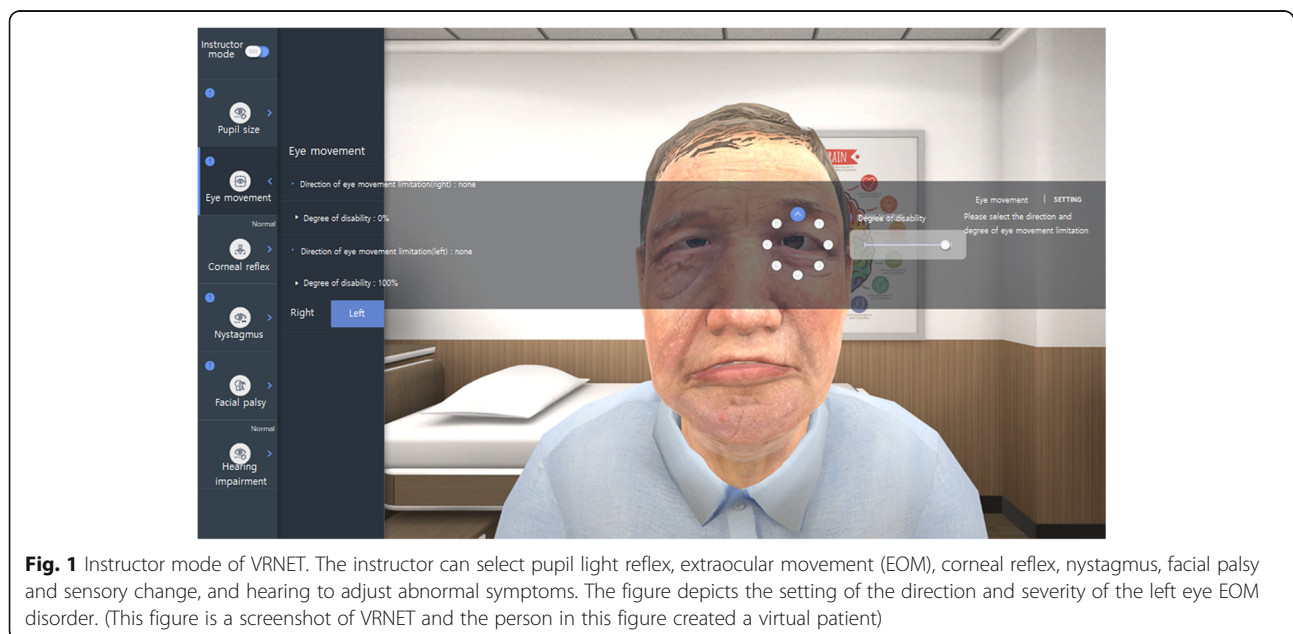 Instructor
mode
Pupil size
Eye movement
Normal
Corneal reflex
Nystagmus
Facial palsy
Normal
Hearing
impairment
Eye movement
• Direction of eye movement limitation(right) : none
▸ Degree of disability : 0%
• Direction of eye movement limitation(left) : none
▸ Degree of disability : 100%
Right Left
Degree of disability
Eye movement | SETTING
Please select the direction and
degree of eye movement limitation
Fig. 1 Instructor mode of VRNET. The instructor can select pupil light reflex, extraocular movement (EOM), corneal reflex, nystagmus, facial palsy
and sensory change, and hearing to adjust abnormal symptoms. The figure depicts the setting of the direction and severity of the left eye EOM
disorder. (This figure is a screenshot of VRNET and the person in this figure created a virtual patient)